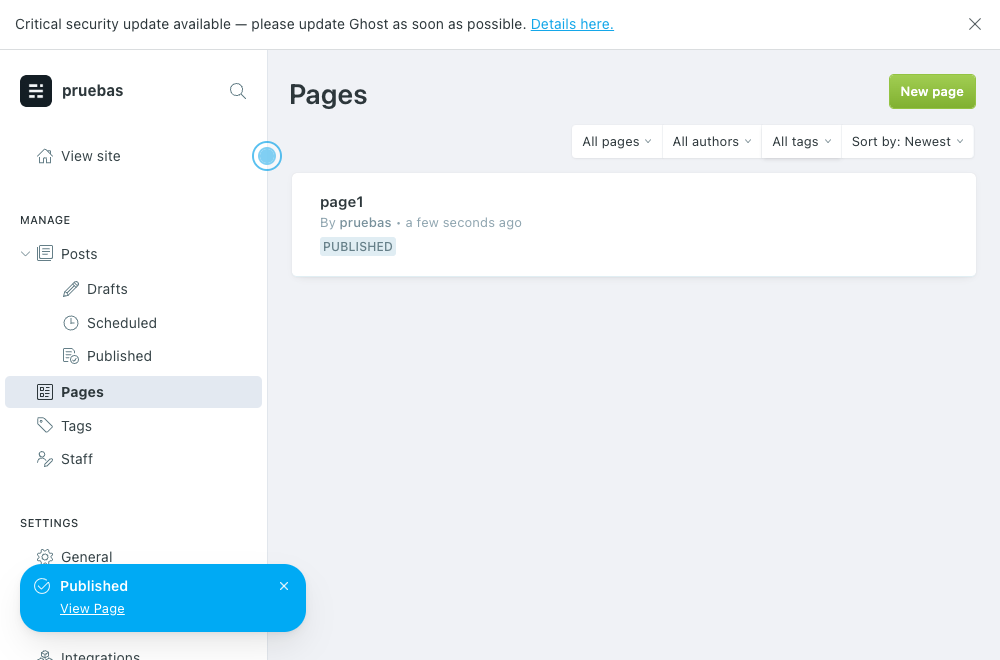 Critical security update available — please update Ghost as soon as possible. Details here.
pruebas
View site
MANAGE
Posts
Drafts
Scheduled
Published
Pages
Tags
Staff
SETTINGS
General
Published
View Page
Integrations
Pages
New page
All pages
All authors
All tags
Sort by: Newest
page1
By pruebas • a few seconds ago
PUBLISHED